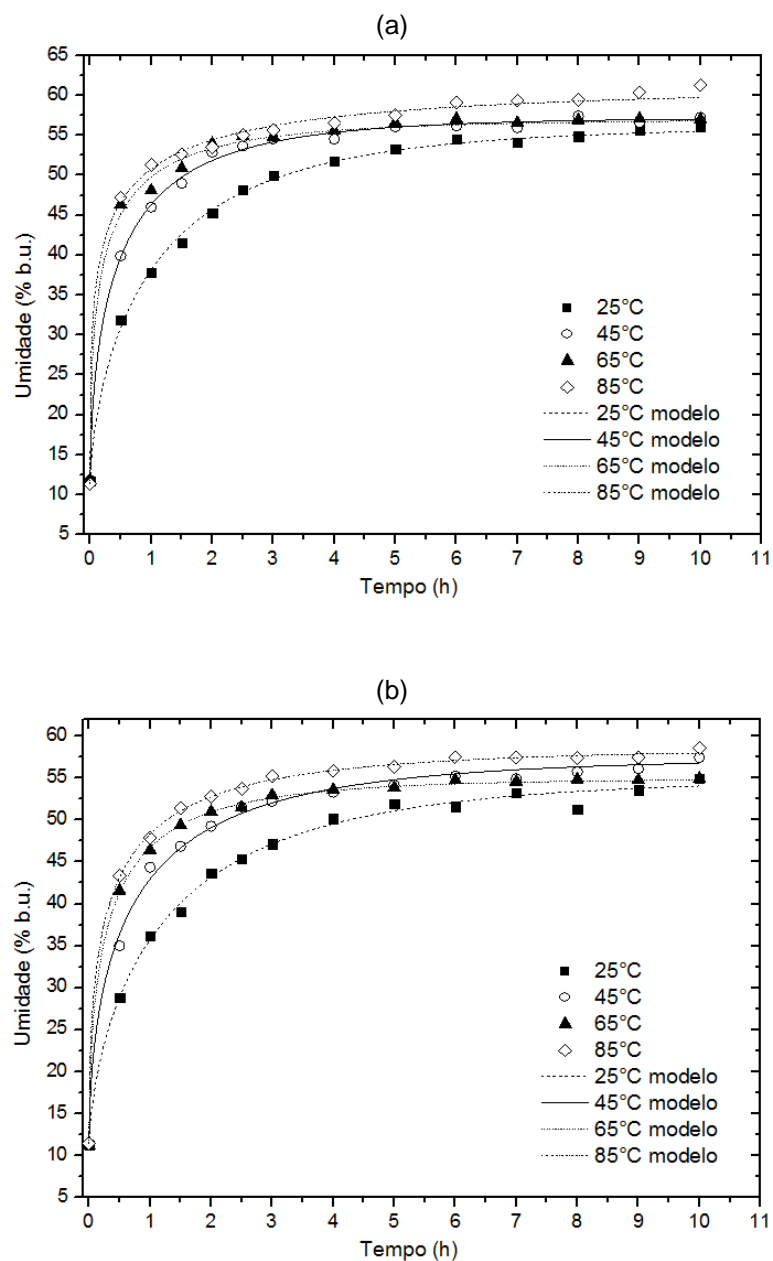 (a)
65
60
55
50
45
40
35
30
25
20
15
10
5
Umidade (% b.u.)
25°C
45°C
65°C
85°C
25°C modelo
45°C modelo
65°C modelo
85°C modelo
0 1 2 3 4 5 6 7 8 9 10 11
Tempo (h)
(b)
60
55
50
45
40
35
30
25
20
15
10
5
Umidade (% b.u.)
25°C
45°C
65°C
85°C
25°C modelo
45°C modelo
65°C modelo
85°C modelo
0 1 2 3 4 5 6 7 8 9 10 11
Tempo (h)